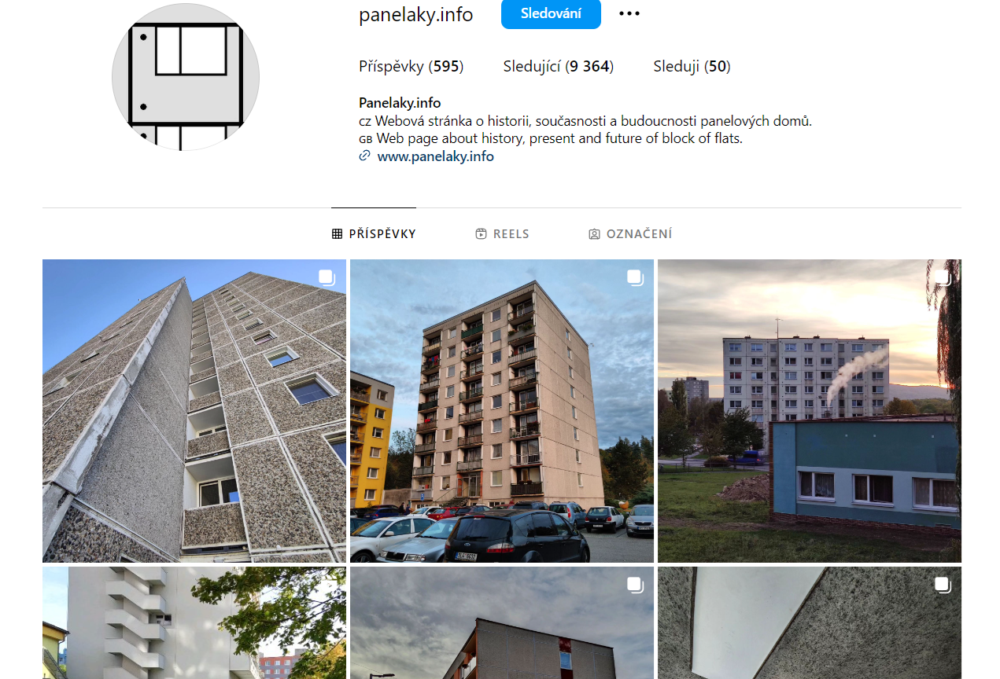 panelaky.info
Sledování
Příspěvky (595) Sledující (9 364) Sleduji (50)
Panelaky.info
cz Webová stránka o historii, současnosti a budoucnosti panelových domů.
GB Web page about history, present and future of block of flats.
www.panelaky.info
PŘÍSPĚVKY REELS OZNAČENÍ